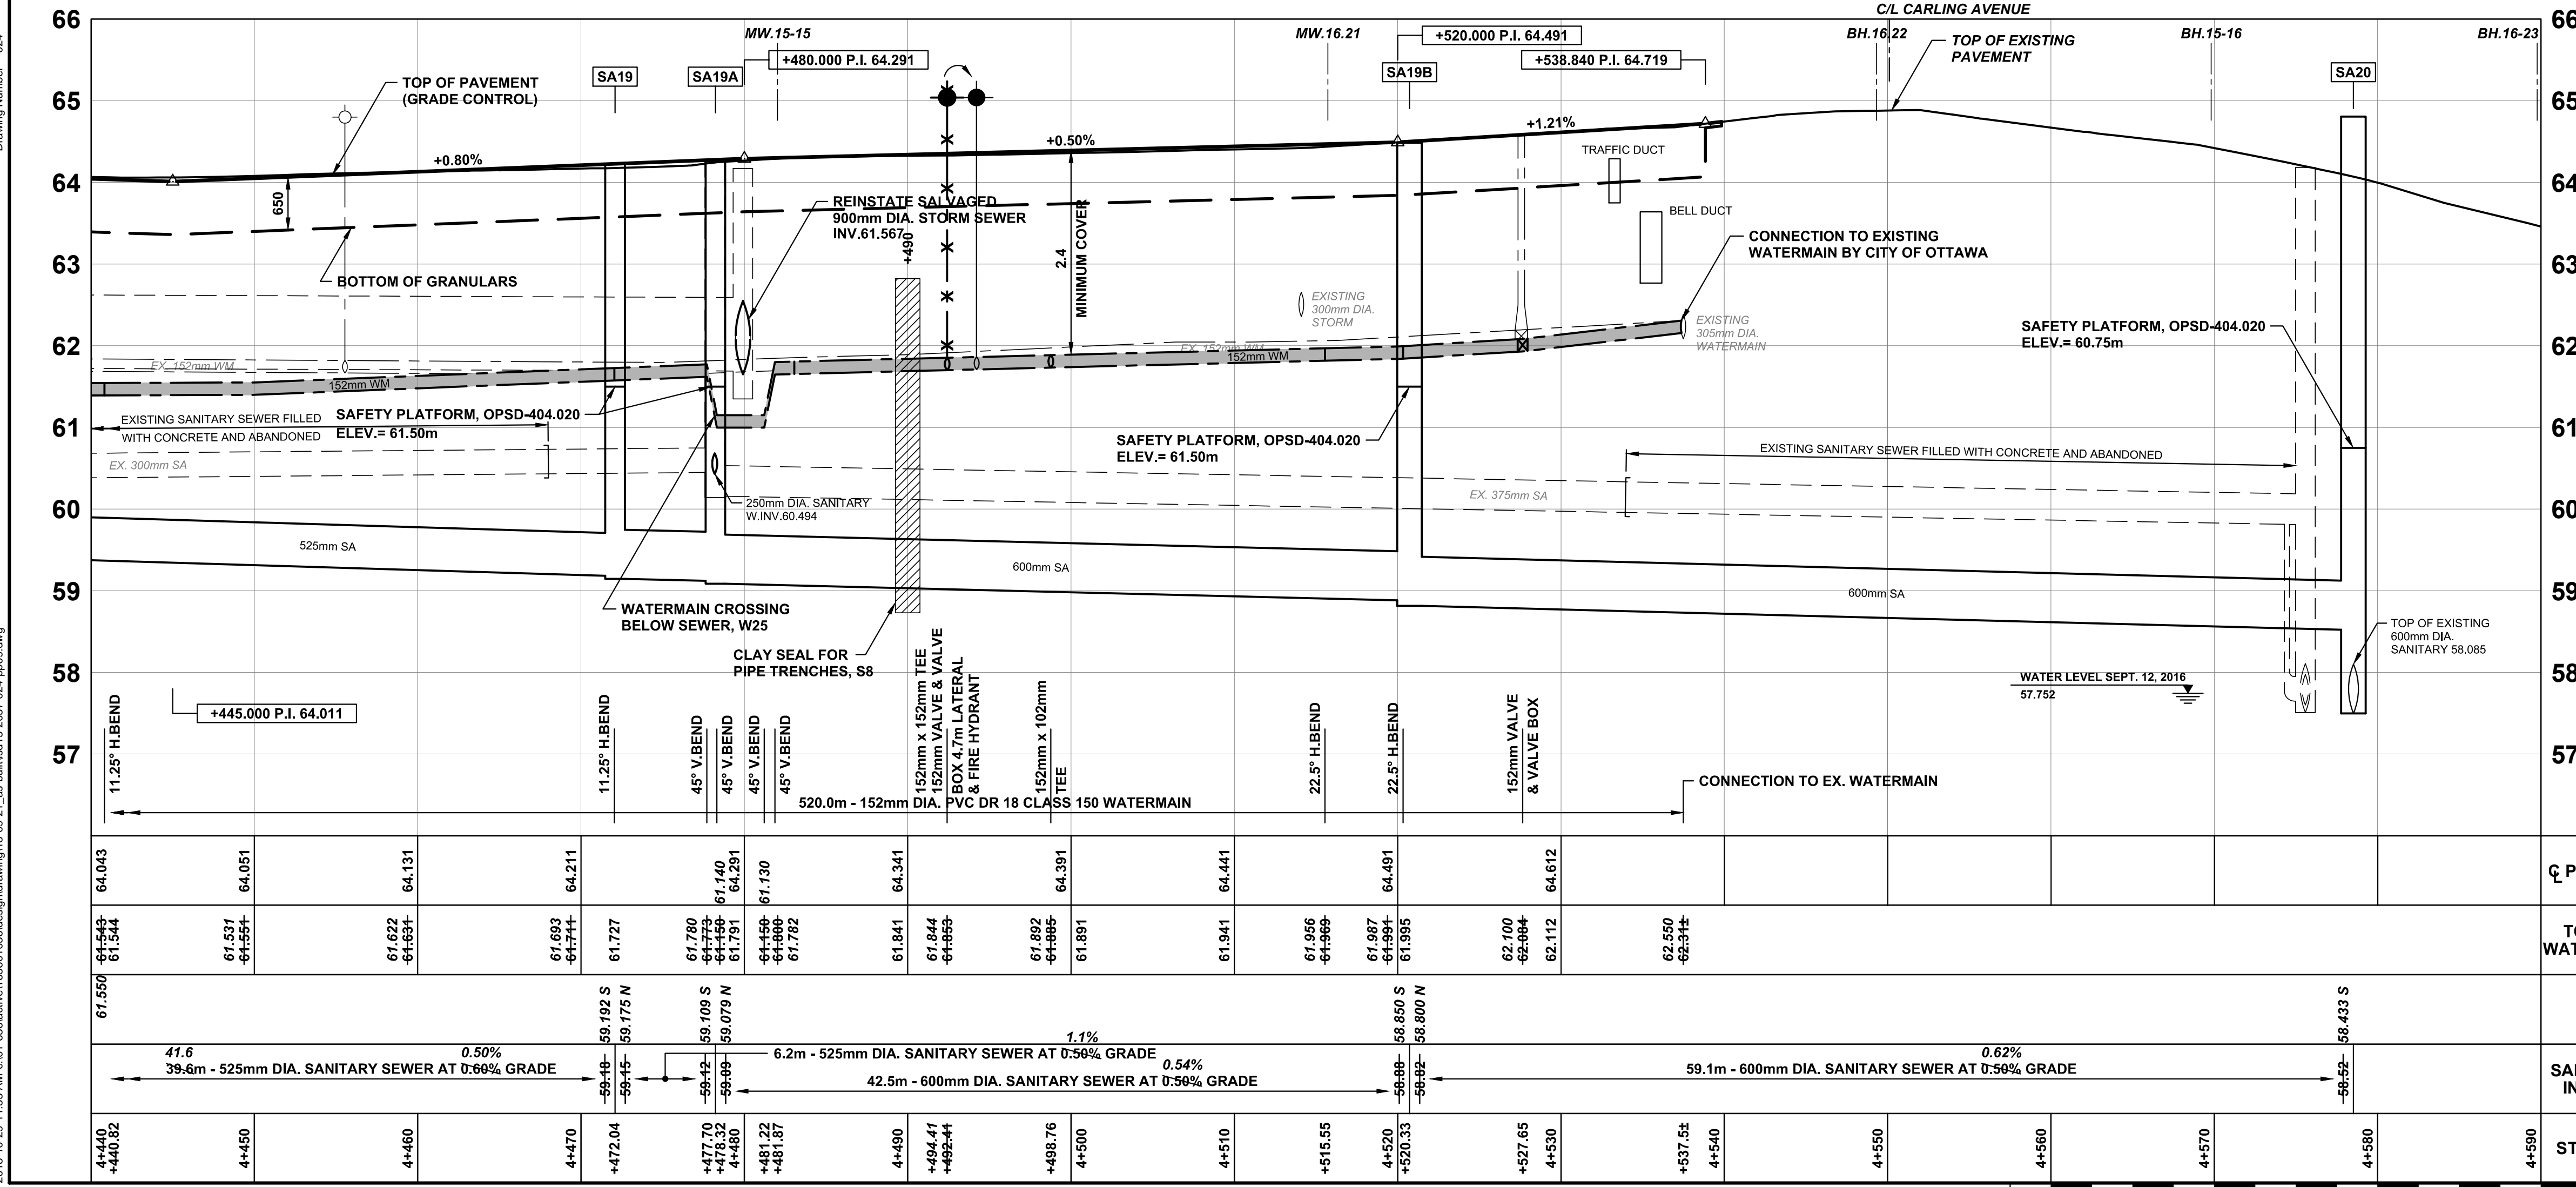 66
65
64
63
62
61
60
59
58
57
C/L CARLING AVENUE
MW.15-15
MW.16.21
BH.16.22
BH.15-16
BH.16-23
+480.000 P.I. 64.291
+520.000 P.I. 64.491
+538.840 P.I. 64.719
SA19
SA19A
SA19B
SA20
TOP OF EXISTING
PAVEMENT
TOP OF PAVEMENT
(GRADE CONTROL)
+0.80%
+0.50%
+1.21%
650
TRAFFIC DUCT
BELL DUCT
REINSTATE SALVAGED
900mm DIA. STORM SEWER
INV.61.567
+490
2.4
MINIMUM COVER
CONNECTION TO EXISTING
WATERMAIN BY CITY OF OTTAWA
BOTTOM OF GRANULARS
EXISTING
300mm DIA.
STORM
EXISTING
305mm DIA.
WATERMAIN
SAFETY PLATFORM, OPSD-404.020
ELEV.= 60.75m
EX. 152mm WM
152mm WM
EX. 152mm WM
152mm WM
EXISTING SANITARY SEWER FILLED
WITH CONCRETE AND ABANDONED
SAFETY PLATFORM, OPSD-404.020
ELEV.= 61.50m
SAFETY PLATFORM, OPSD-404.020
ELEV.= 61.50m
EXISTING SANITARY SEWER FILLED WITH CONCRETE AND ABANDONED
EX. 300mm SA
EX. 375mm SA
250mm DIA. SANITARY
W.INV.60.494
525mm SA
600mm SA
600mm SA
WATERMAIN CROSSING
BELOW SEWER, W25
CLAY SEAL FOR
PIPE TRENCHES, S8
TOP OF EXISTING
600mm DIA.
SANITARY 58.085
WATER LEVEL SEPT. 12, 2016
57.752
+445.000 P.I. 64.011
11.25° H.BEND
11.25° H.BEND
45° V.BEND
45° V.BEND
45° V.BEND
45° V.BEND
152mm x 152mm TEE
152mm VALVE & VALVE
BOX 4.7m LATERAL
& FIRE HYDRANT
152mm x 102mm
TEE
22.5° H.BEND
22.5° H.BEND
152mm VALVE
& VALVE BOX
CONNECTION TO EX. WATERMAIN
520.0m - 152mm DIA. PVC DR 18 CLASS 150 WATERMAIN
64.043
64.051
64.131
64.211
61.140
64.291
61.130
64.341
64.391
64.441
64.491
64.612
61.543
61.544
61.531
61.551
61.622
61.631
61.693
61.711
61.727
61.780
61.773
61.150
61.791
61.150
61.800
61.782
61.841
61.844
61.853
61.892
61.885
61.891
61.941
61.956
61.969
61.987
61.991
61.995
62.100
62.084
62.112
62.550
62.31±
61.550
59.192 S
59.175 N
59.109 S
59.079 N
58.850 S
58.800 N
58.433 S
41.6
0.50%
39.6m - 525mm DIA. SANITARY SEWER AT 0.60% GRADE
59.18
59.15
59.12
59.09
1.1%
6.2m - 525mm DIA. SANITARY SEWER AT 0.50% GRADE
0.54%
42.5m - 600mm DIA. SANITARY SEWER AT 0.50% GRADE
58.88
58.82
0.62%
59.1m - 600mm DIA. SANITARY SEWER AT 0.50% GRADE
58.52
4+440
+440.82
4+450
4+460
4+470
+472.04
+477.70
+478.32
4+480
+481.22
+481.87
4+490
+494.41
+492.41
+498.76
4+500
4+510
+515.55
4+520
+520.33
+527.65
4+530
+537.5±
4+540
4+550
4+560
4+570
4+580
4+590